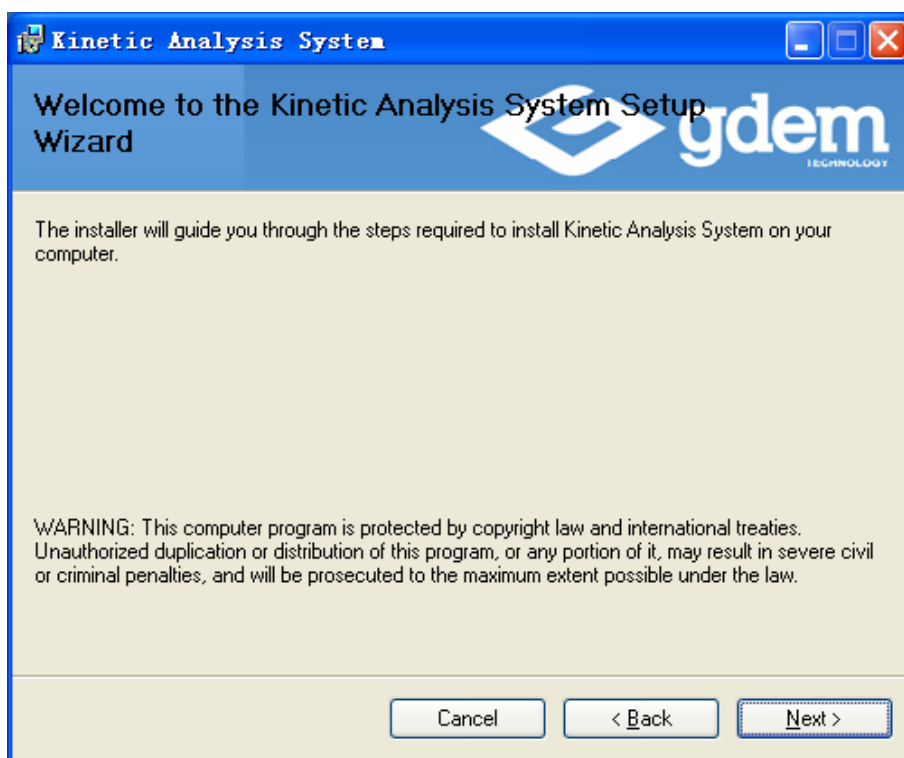 Kinetic Analysis System
Welcome to the Kinetic Analysis System Setup
Wizard
gdem
TECHNOLOGY
The installer will guide you through the steps required to install Kinetic Analysis System on your
computer.
WARNING: This computer program is protected by copyright law and international treaties.
Unauthorized duplication or distribution of this program, or any portion of it, may result in severe civil
or criminal penalties, and will be prosecuted to the maximum extent possible under the law.
Cancel
< Back
Next >